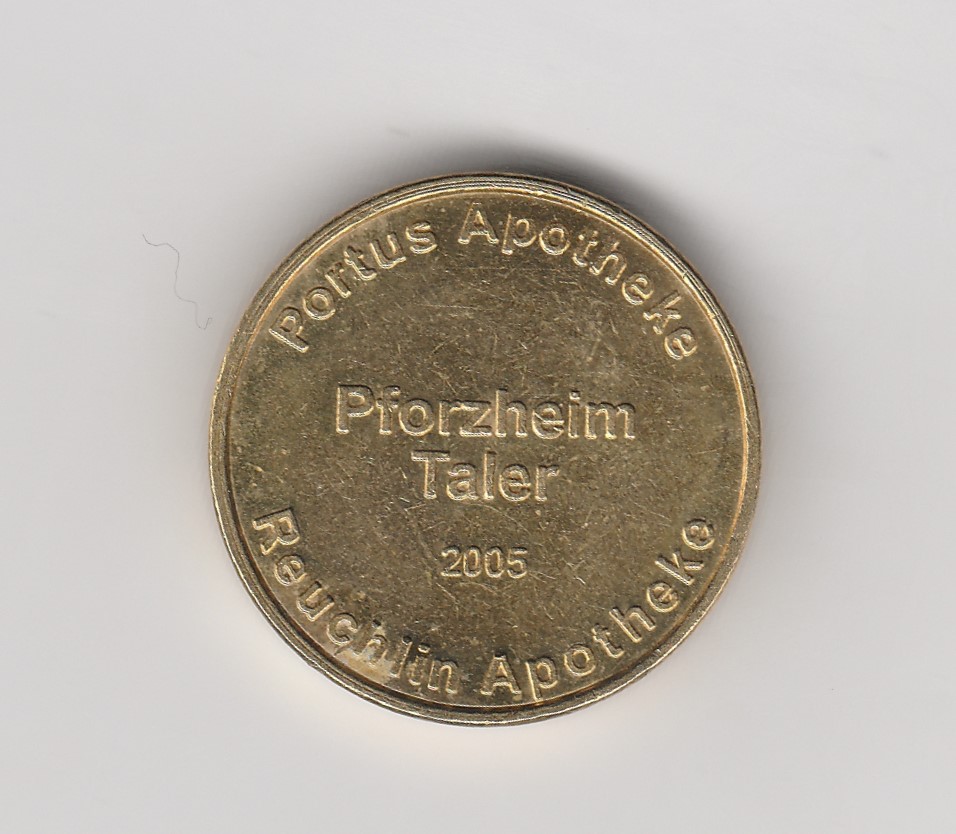 Portus Apotheke
Pforzheim
Taler
2005
Reuchlin Apotheke